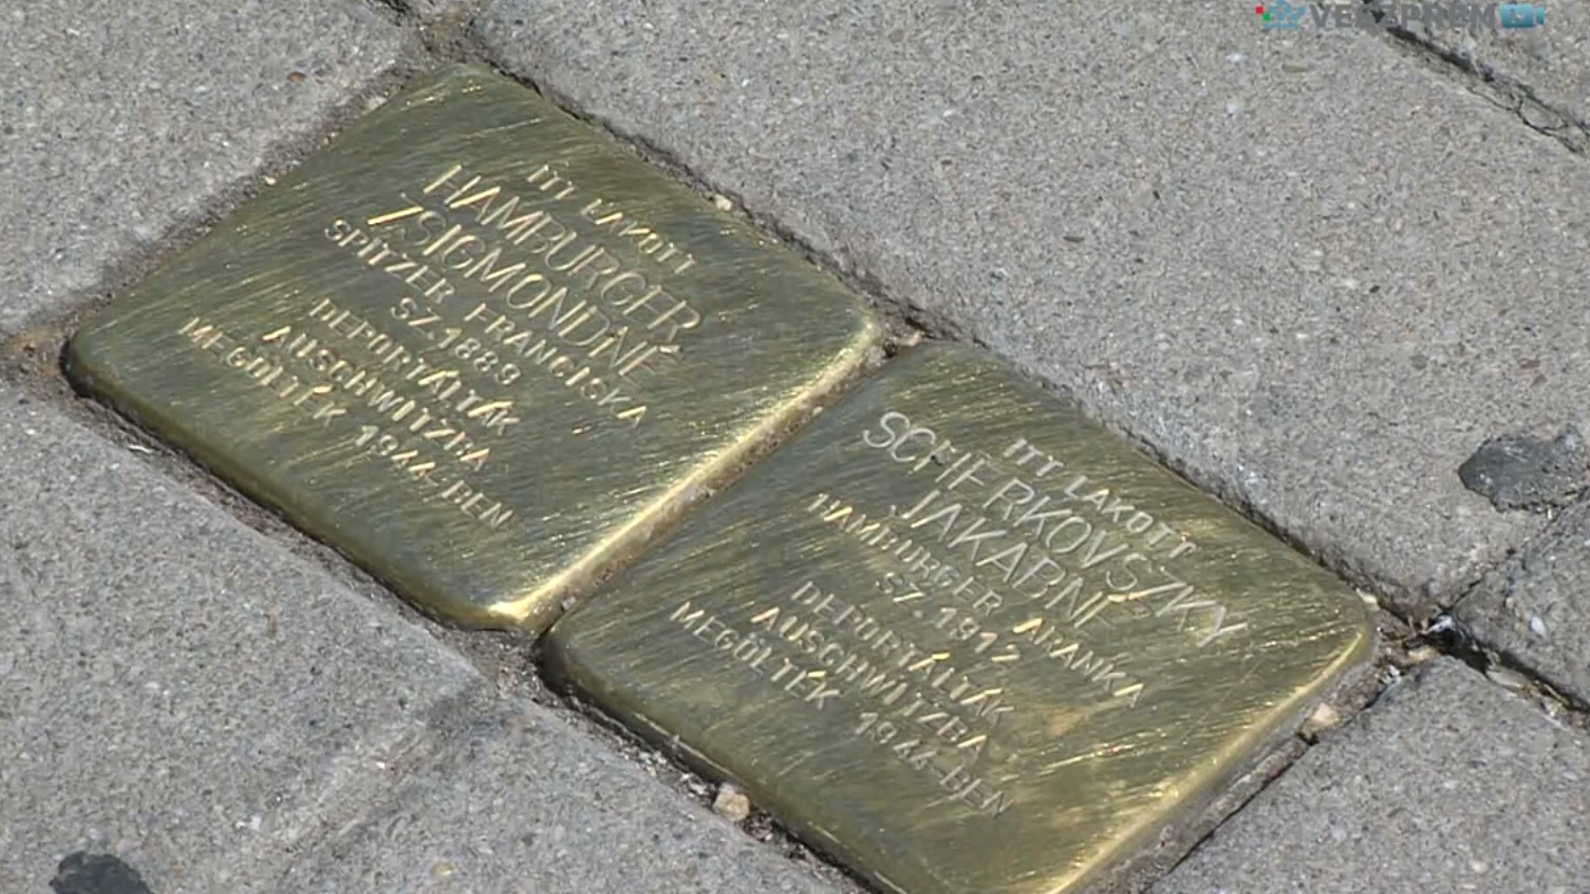 VESZPRÉM
ITT LAKOTT
HAMBURGER
ZSIGMONDNÉ
SPITZER FRANCISKA
SZ.1889
DEPORTÁLTÁK
AUSCHWITZBA
MEGÖLTÉK 1944-BEN
ITT LAKOTT
SCHIFRKOVSZKY
JAKABNÉ
HAMBURGER ARANKA
SZ.1912
DEPORTÁLTÁK
AUSCHWITZBA
MEGÖLTÉK 1944-BEN